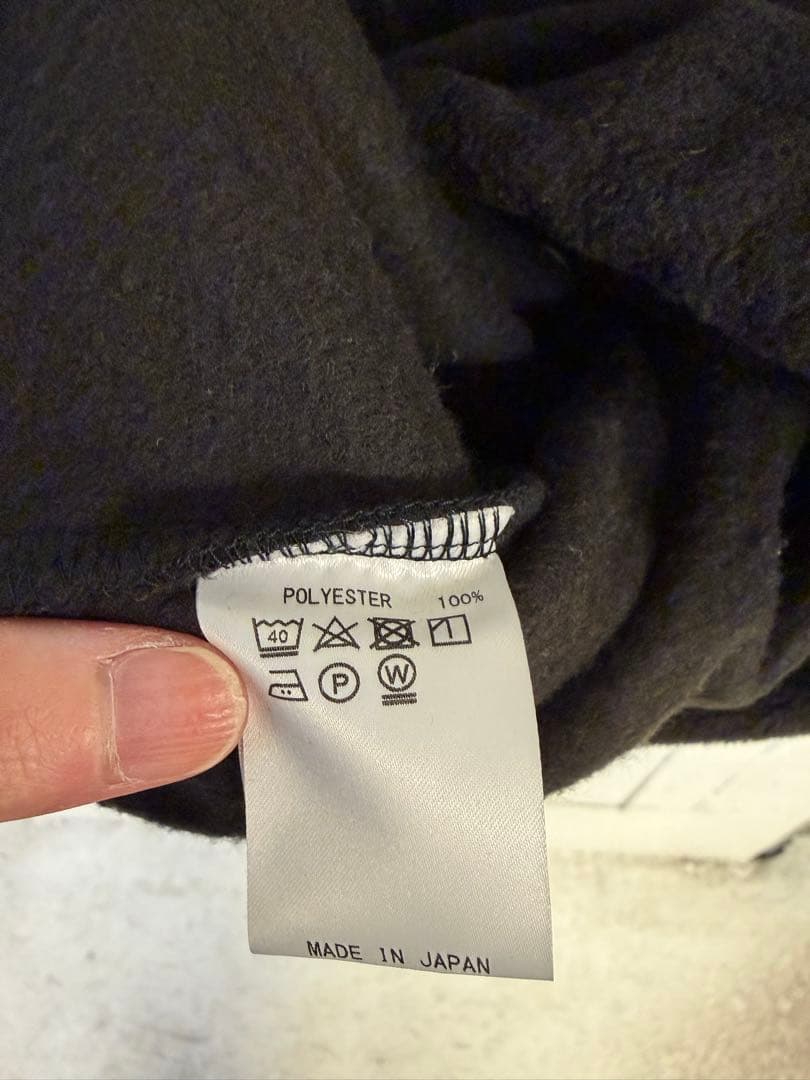 POLYESTER 100%
40
P W
MADE IN JAPAN